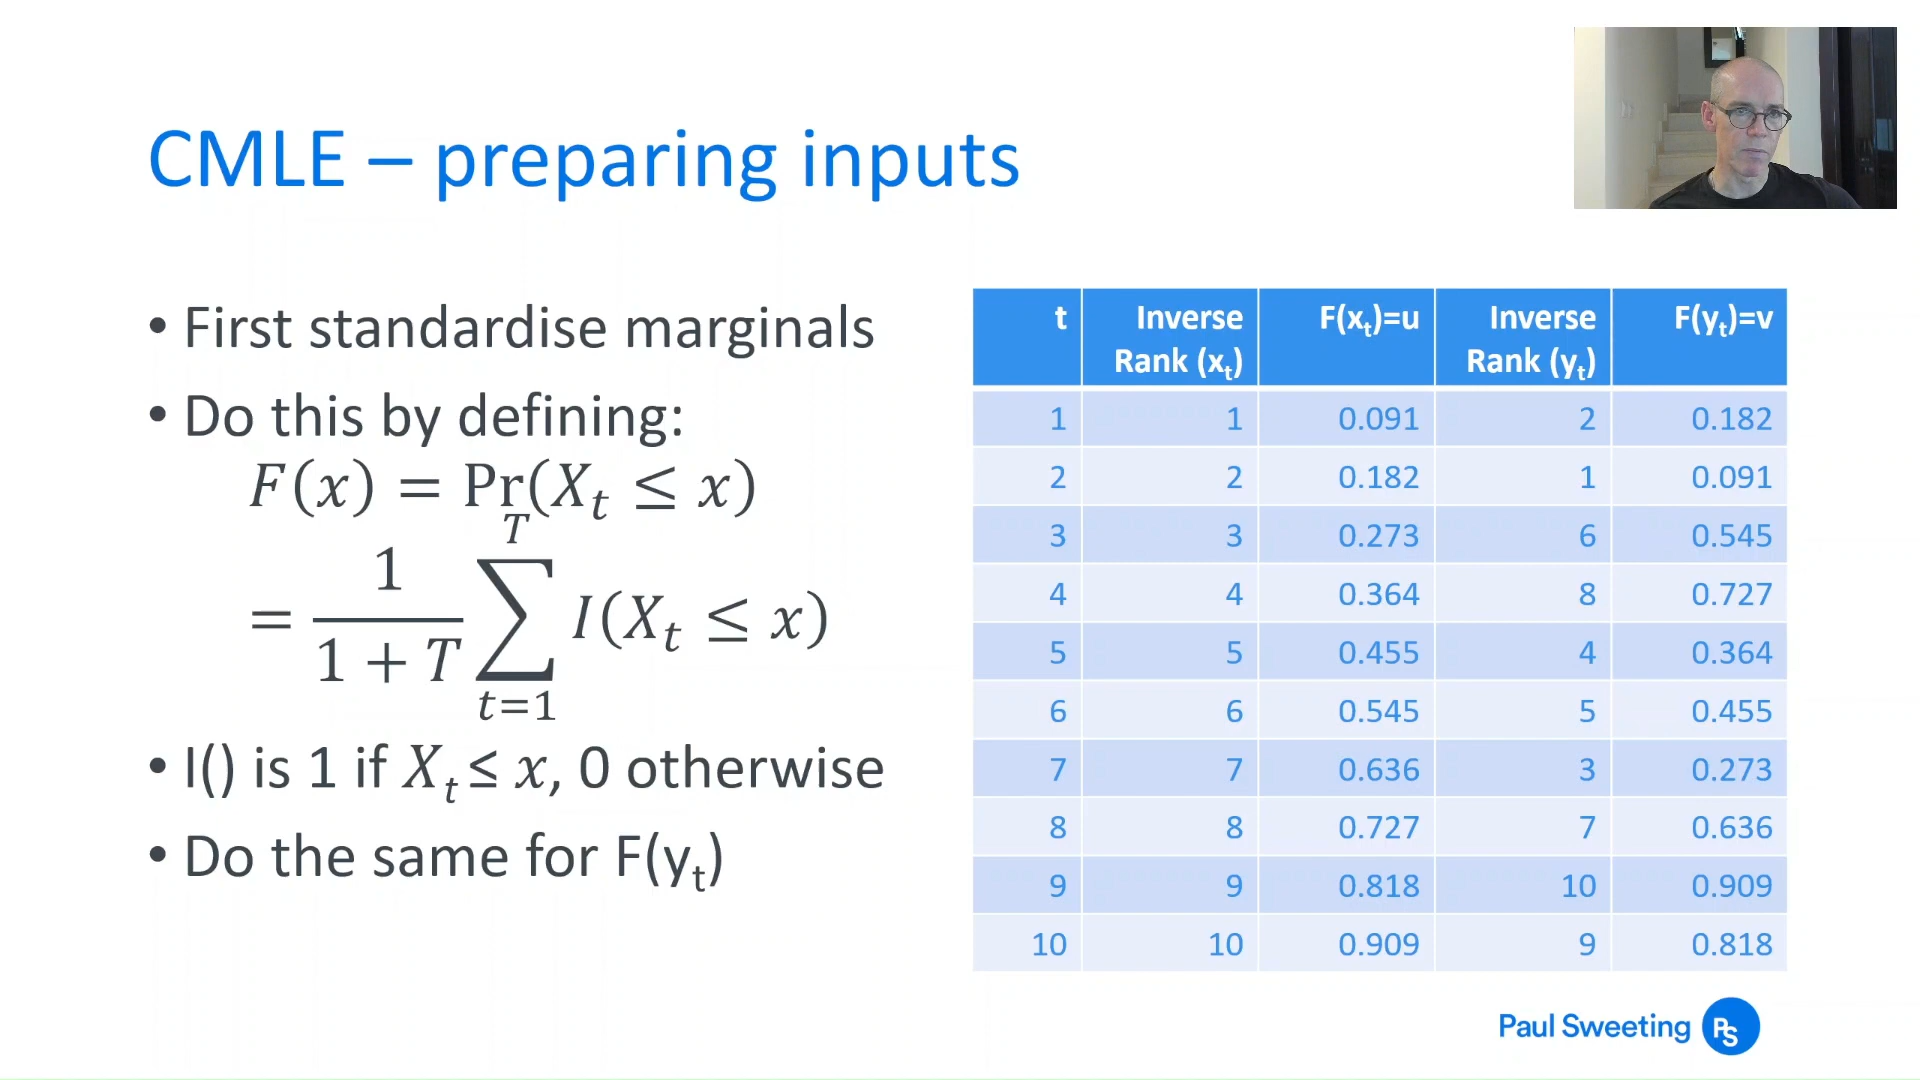 CMLE – preparing inputs
• First standardise marginals
• Do this by defining:
F(x) = Pr(X_t ≤ x)
= 1/(1 + T) ∑_{t=1}^{T} I(X_t ≤ x)
• I() is 1 if X_t ≤ x, 0 otherwise
• Do the same for F(y_t)
t | Inverse Rank (x_t) | F(x_t)=u | Inverse Rank (y_t) | F(y_t)=v
1 | 1 | 0.091 | 2 | 0.182
2 | 2 | 0.182 | 1 | 0.091
3 | 3 | 0.273 | 6 | 0.545
4 | 4 | 0.364 | 8 | 0.727
5 | 5 | 0.455 | 4 | 0.364
6 | 6 | 0.545 | 5 | 0.455
7 | 7 | 0.636 | 3 | 0.273
8 | 8 | 0.727 | 7 | 0.636
9 | 9 | 0.818 | 10 | 0.909
10 | 10 | 0.909 | 9 | 0.818
Paul Sweeting PS